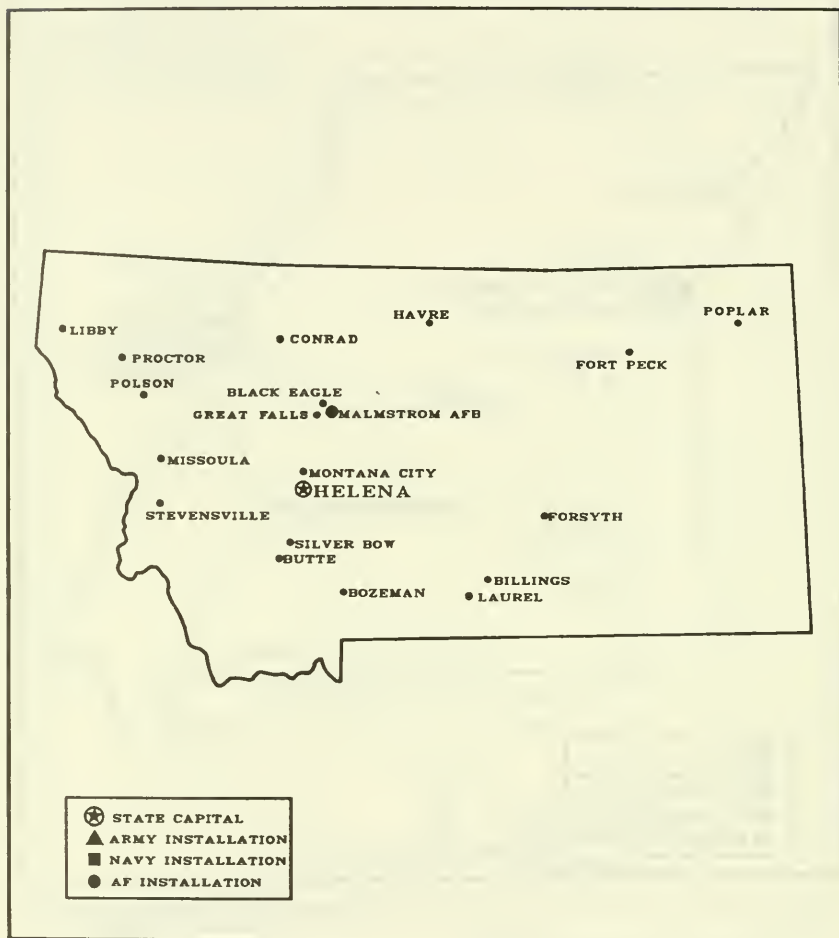 HAVRE
POPLAR
LIBBY
CONRAD
PROCTOR
FORT PECK
POLSON
BLACK EAGLE
GREAT FALLS
MALMSTROM AFB
MISSOULA
MONTANA CITY
HELENA
STEVENSVILLE
FORSYTH
SILVER BOW
BUTTE
BILLINGS
BOZEMAN
LAUREL
STATE CAPITAL
ARMY INSTALLATION
NAVY INSTALLATION
AF INSTALLATION